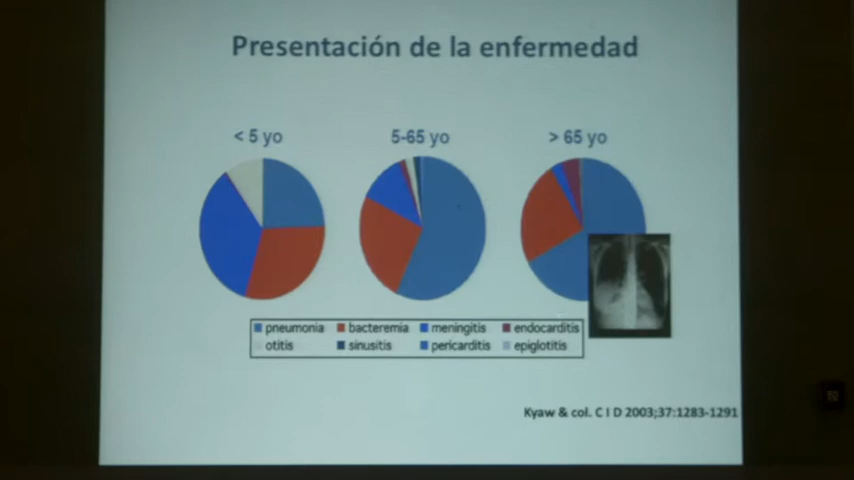 Presentación de la enfermedad
< 5 yo 5-65 yo > 65 yo
pneumonia bacteremia meningitis endocarditis
otitis sinusitis pericarditis epiglotitis
Kyaw & col. C I D 2003;37:1283-1291